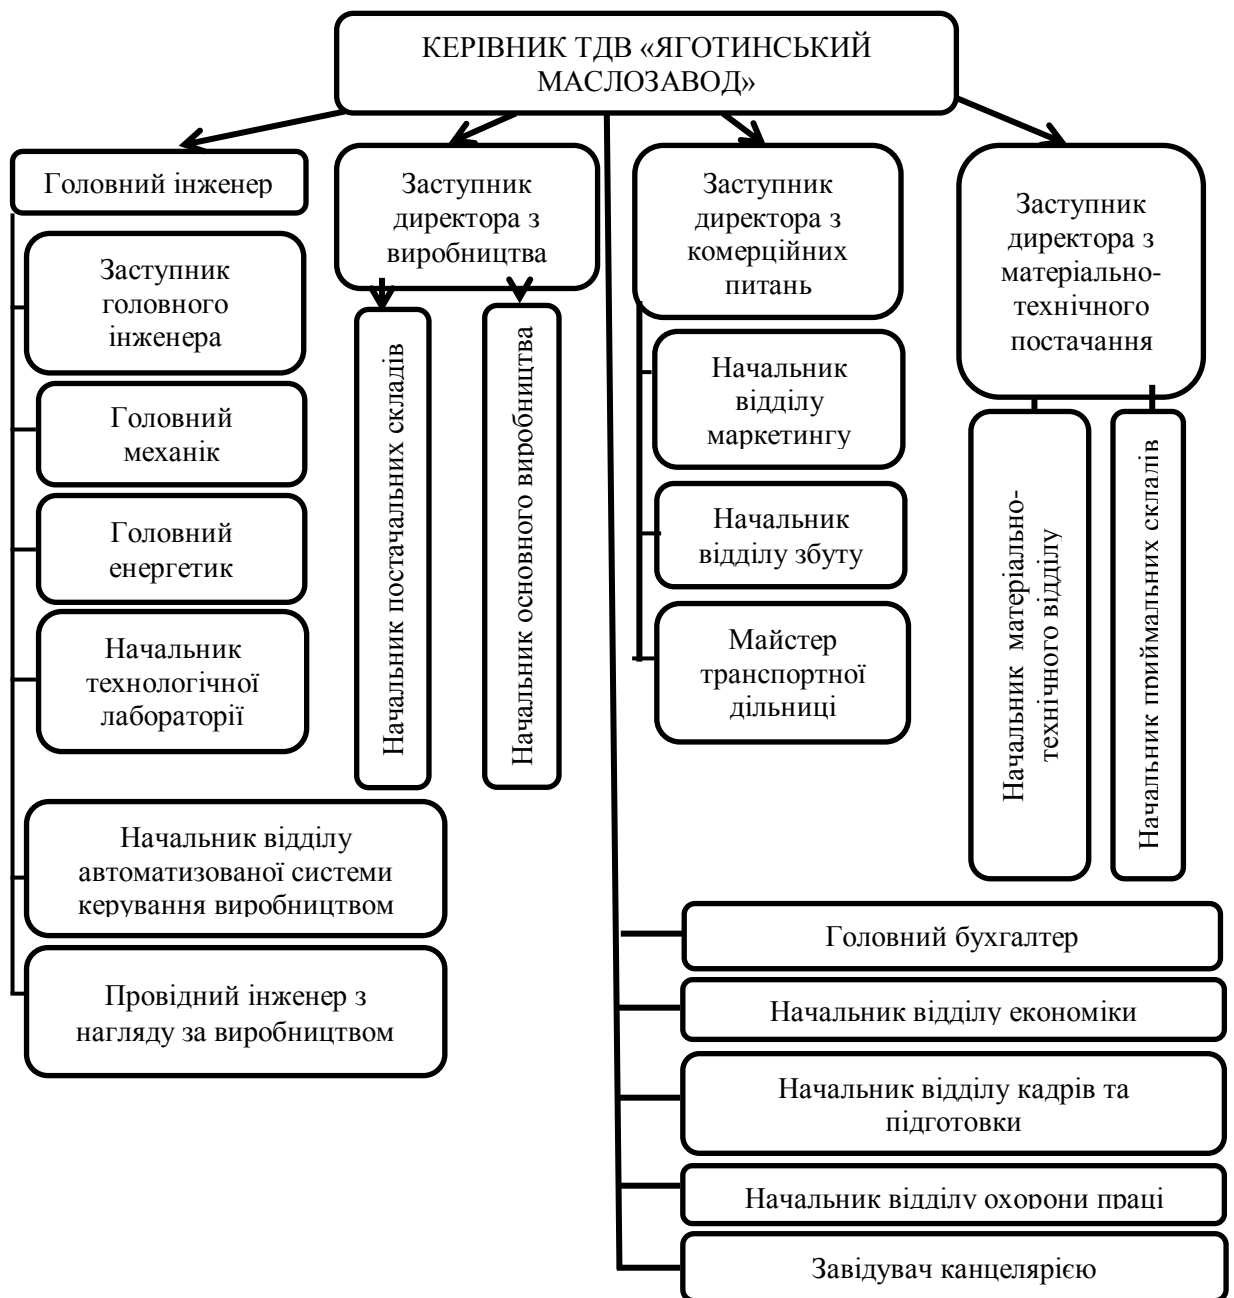 КЕРІВНИК ТДВ «ЯГОТИНСЬКИЙ
МАСЛОЗАВОД»
Головний інженер
Заступник
головного
інженера
Головний
механік
Головний
енергетик
Начальник
технологічної
лабораторії
Начальник відділу
автоматизованої системи
керування виробництвом
Провідний інженер з
нагляду за виробництвом
Заступник
директора з
виробництва
Начальник постачальних складів
Начальник основного виробництва
Заступник
директора з
комерційних
питань
Начальник
відділу
маркетингу
Начальник
відділу збуту
Майстер
транспортної
дільниці
Заступник
директора з
матеріально-
технічного
постачання
Начальник матеріально-
технічного відділу
Начальник приймальних складів
Головний бухгалтер
Начальник відділу економіки
Начальник відділу кадрів та
підготовки
Начальник відділу охорони праці
Завідувач канцелярією